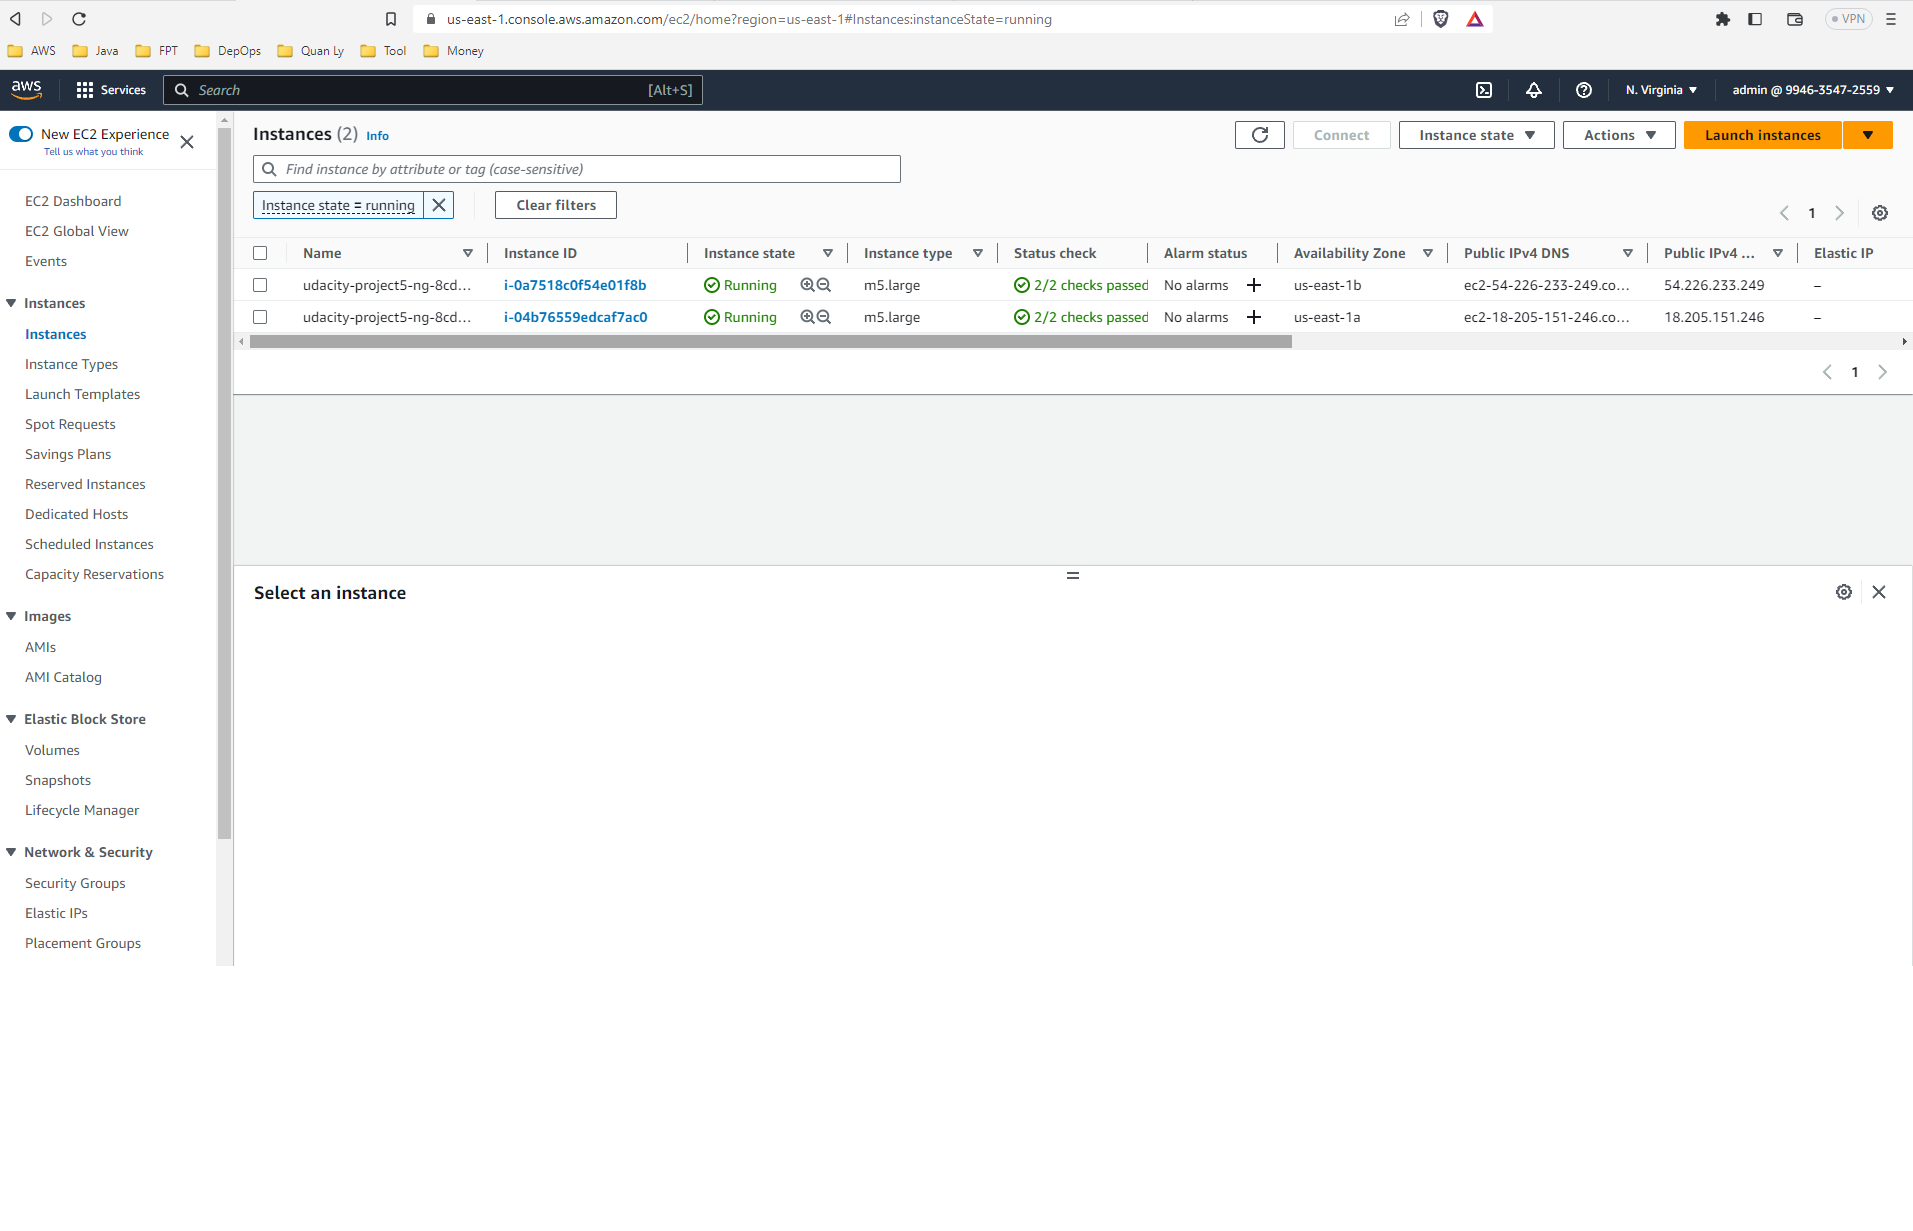 us-east-1.console.aws.amazon.com/ec2/home?region=us-east-1#Instances:instanceState=running
VPN
AWS Java FPT DepOps Quan Ly Tool Money
aws Services Search [Alt+S] N. Virginia admin @ 9946-3547-2559
New EC2 Experience
Tell us what you think
EC2 Dashboard
EC2 Global View
Events
Instances
Instances
Instance Types
Launch Templates
Spot Requests
Savings Plans
Reserved Instances
Dedicated Hosts
Scheduled Instances
Capacity Reservations
Images
AMIs
AMI Catalog
Elastic Block Store
Volumes
Snapshots
Lifecycle Manager
Network & Security
Security Groups
Elastic IPs
Placement Groups
Instances (2) Info
Connect Instance state Actions Launch instances
Find instance by attribute or tag (case-sensitive)
Instance state = running Clear filters
1
Name Instance ID Instance state Instance type Status check Alarm status Availability Zone Public IPv4 DNS Public IPv4 ... Elastic IP
udacity-project5-ng-8cd... i-0a7518c0f54e01f8b Running m5.large 2/2 checks passed No alarms + us-east-1b ec2-54-226-233-249.co... 54.226.233.249 –
udacity-project5-ng-8cd... i-04b76559edcaf7ac0 Running m5.large 2/2 checks passed No alarms + us-east-1a ec2-18-205-151-246.co... 18.205.151.246 –
1
Select an instance